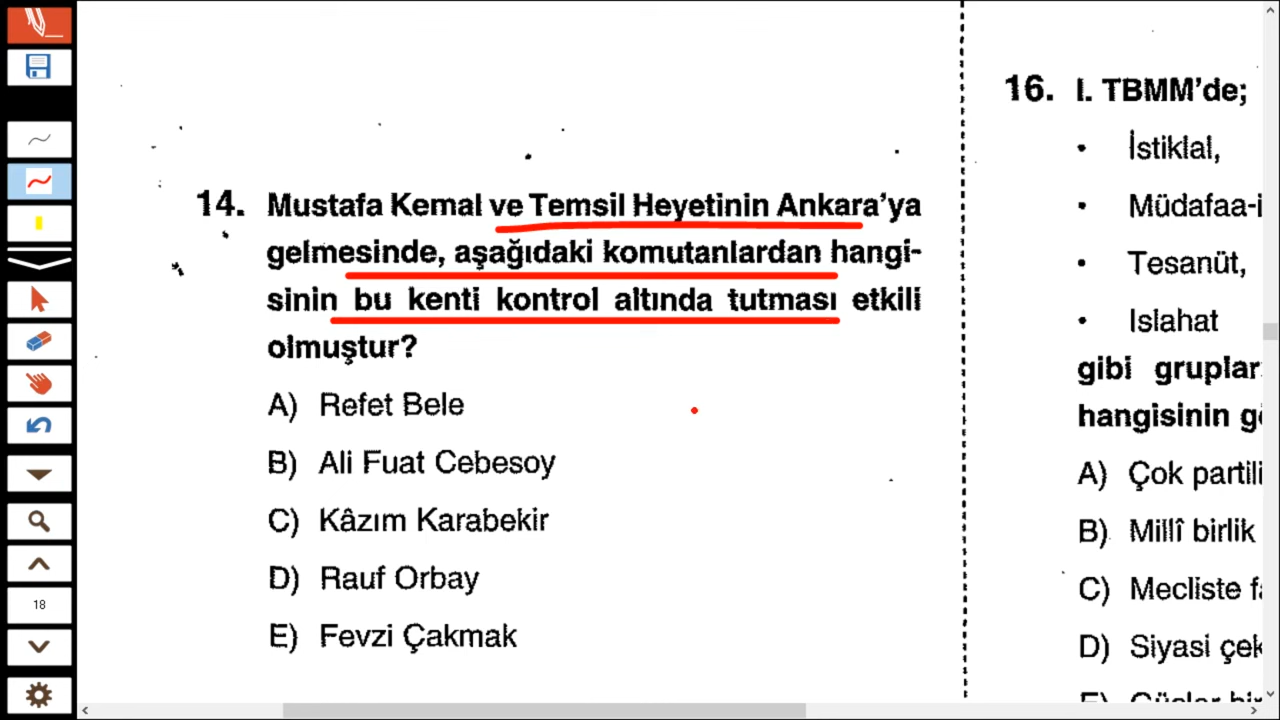 14. Mustafa Kemal ve Temsil Heyetinin Ankara'ya
gelmesinde, aşağıdaki komutanlardan hangi-
sinin bu kenti kontrol altında tutması etkili
olmuştur?
A) Refet Bele
B) Ali Fuat Cebesoy
C) Kâzım Karabekir
D) Rauf Orbay
E) Fevzi Çakmak
16. I. TBMM'de;
• İstiklal,
• Müdafaa-i
• Tesanüt,
• Islahat
gibi gruplar
hangisinin
A) Çok partili
B) Millî birlik
C) Mecliste
D) Siyasi
18